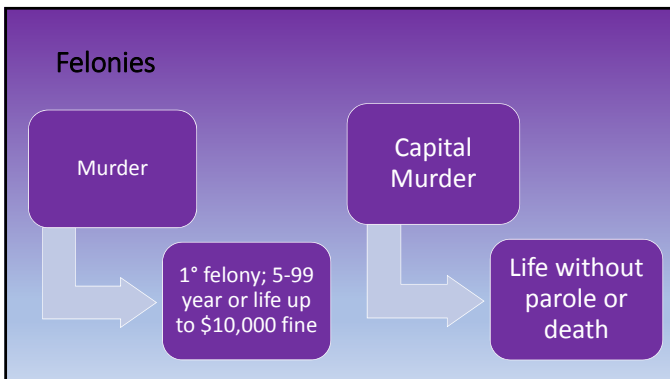 Felonies
Murder
1° felony; 5-99
year or life up
to $10,000 fine
Capital
Murder
Life without
parole or
death